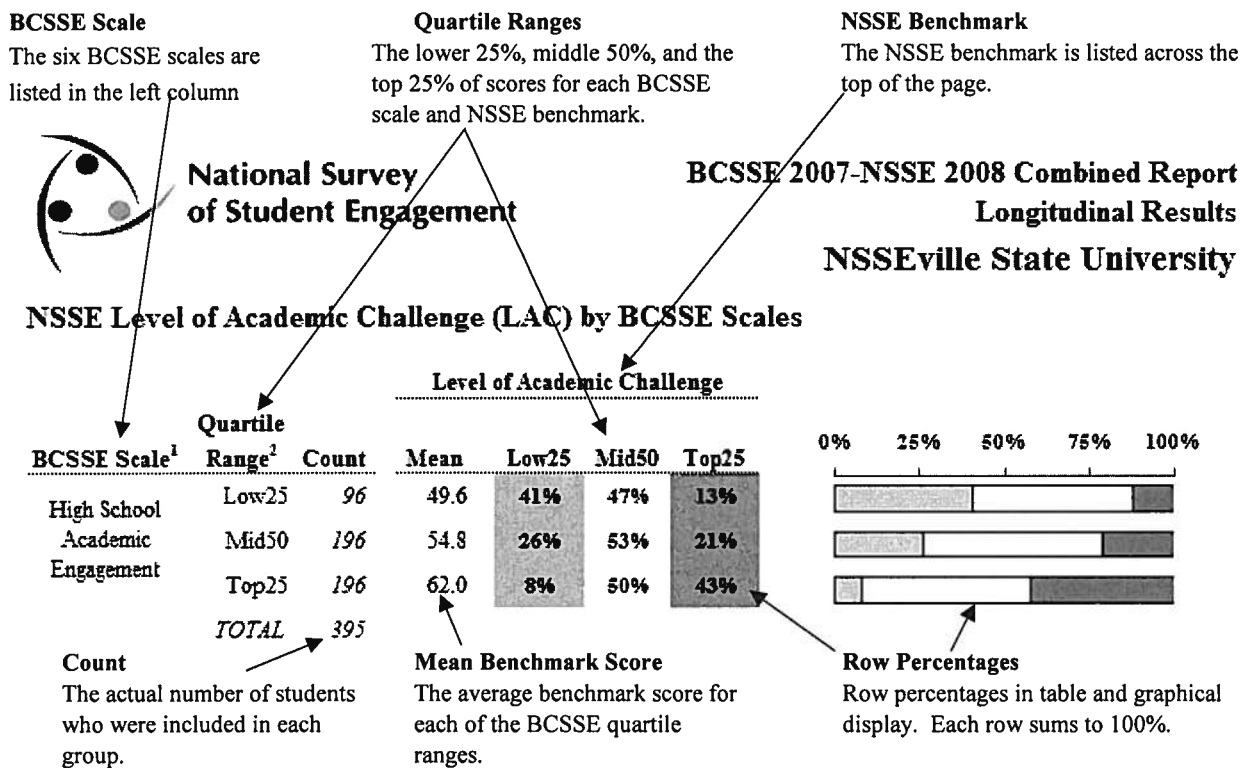 BCSSE Scale
The six BCSSE scales are
listed in the left column
Quartile Ranges
The lower 25%, middle 50%, and the
top 25% of scores for each BCSSE
scale and NSSE benchmark.
NSSE Benchmark
The NSSE benchmark is listed across the
top of the page.
National Survey
of Student Engagement
BCSSE 2007-NSSE 2008 Combined Report
Longitudinal Results
NSSEville State University
NSSE Level of Academic Challenge (LAC) by BCSSE Scales
Level of Academic Challenge
Quartile
BCSSE Scale¹ Range² Count Mean Low25 Mid50 Top25
0% 25% 50% 75% 100%
High School
Academic
Engagement
Low25 96 49.6 41% 47% 13%
Mid50 196 54.8 26% 53% 21%
Top25 196 62.0 8% 50% 43%
TOTAL 395
Count
The actual number of students
who were included in each
group.
Mean Benchmark Score
The average benchmark score for
each of the BCSSE quartile
ranges.
Row Percentages
Row percentages in table and graphical
display. Each row sums to 100%.